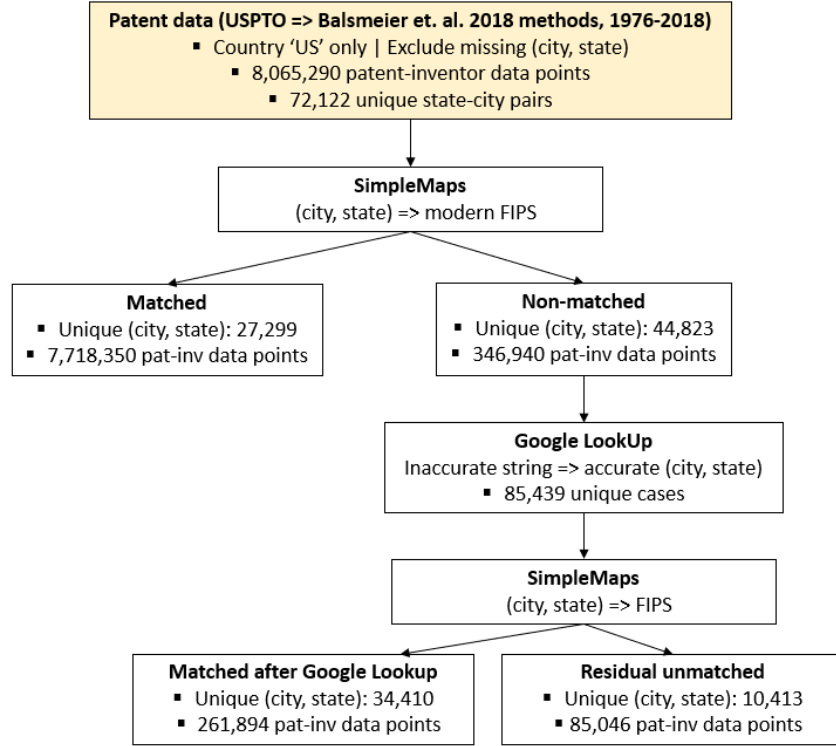 Patent data (USPTO => Balsmeier et. al. 2018 methods, 1976-2018)
▪ Country ‘US’ only | Exclude missing (city, state)
▪ 8,065,290 patent-inventor data points
▪ 72,122 unique state-city pairs
SimpleMaps
(city, state) => modern FIPS
Matched
▪ Unique (city, state): 27,299
▪ 7,718,350 pat-inv data points
Non-matched
▪ Unique (city, state): 44,823
▪ 346,940 pat-inv data points
Google LookUp
Inaccurate string => accurate (city, state)
▪ 85,439 unique cases
SimpleMaps
(city, state) => FIPS
Matched after Google Lookup
▪ Unique (city, state): 34,410
▪ 261,894 pat-inv data points
Residual unmatched
▪ Unique (city, state): 10,413
▪ 85,046 pat-inv data points